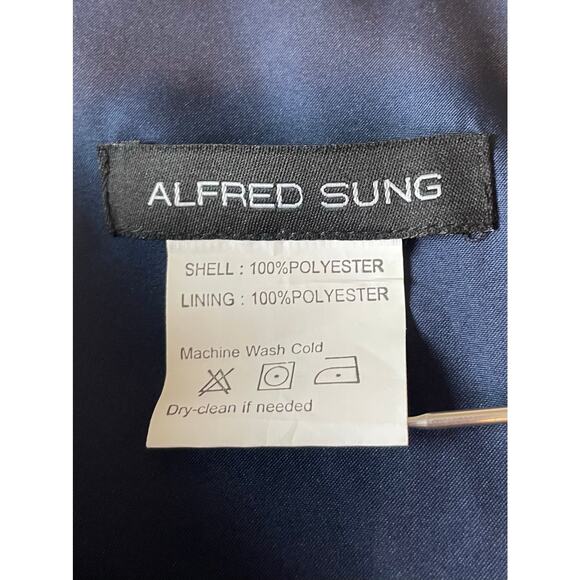 ALFRED SUNG
SHELL : 100%POLYESTER
LINING : 100%POLYESTER
Machine Wash Cold
Dry-clean if needed